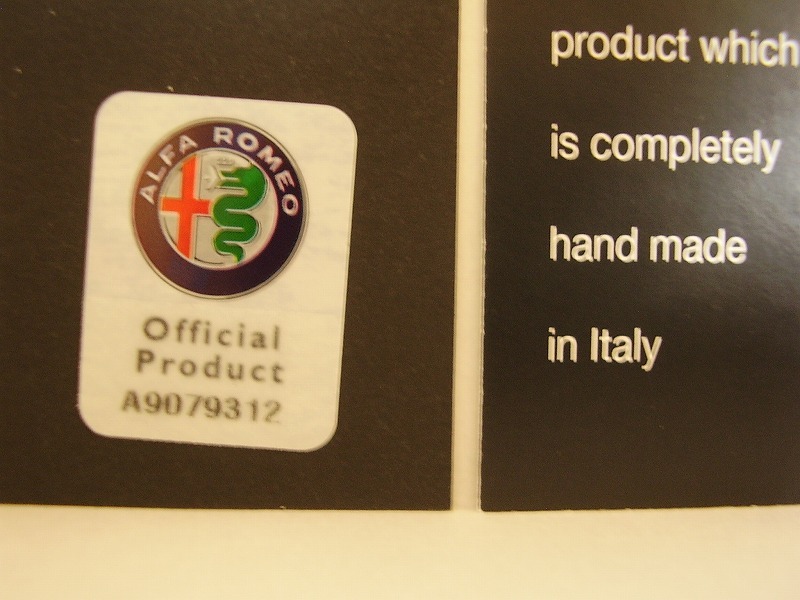 ALFA ROMEO
Official
Product
A9079312
product which
is completely
hand made
in Italy